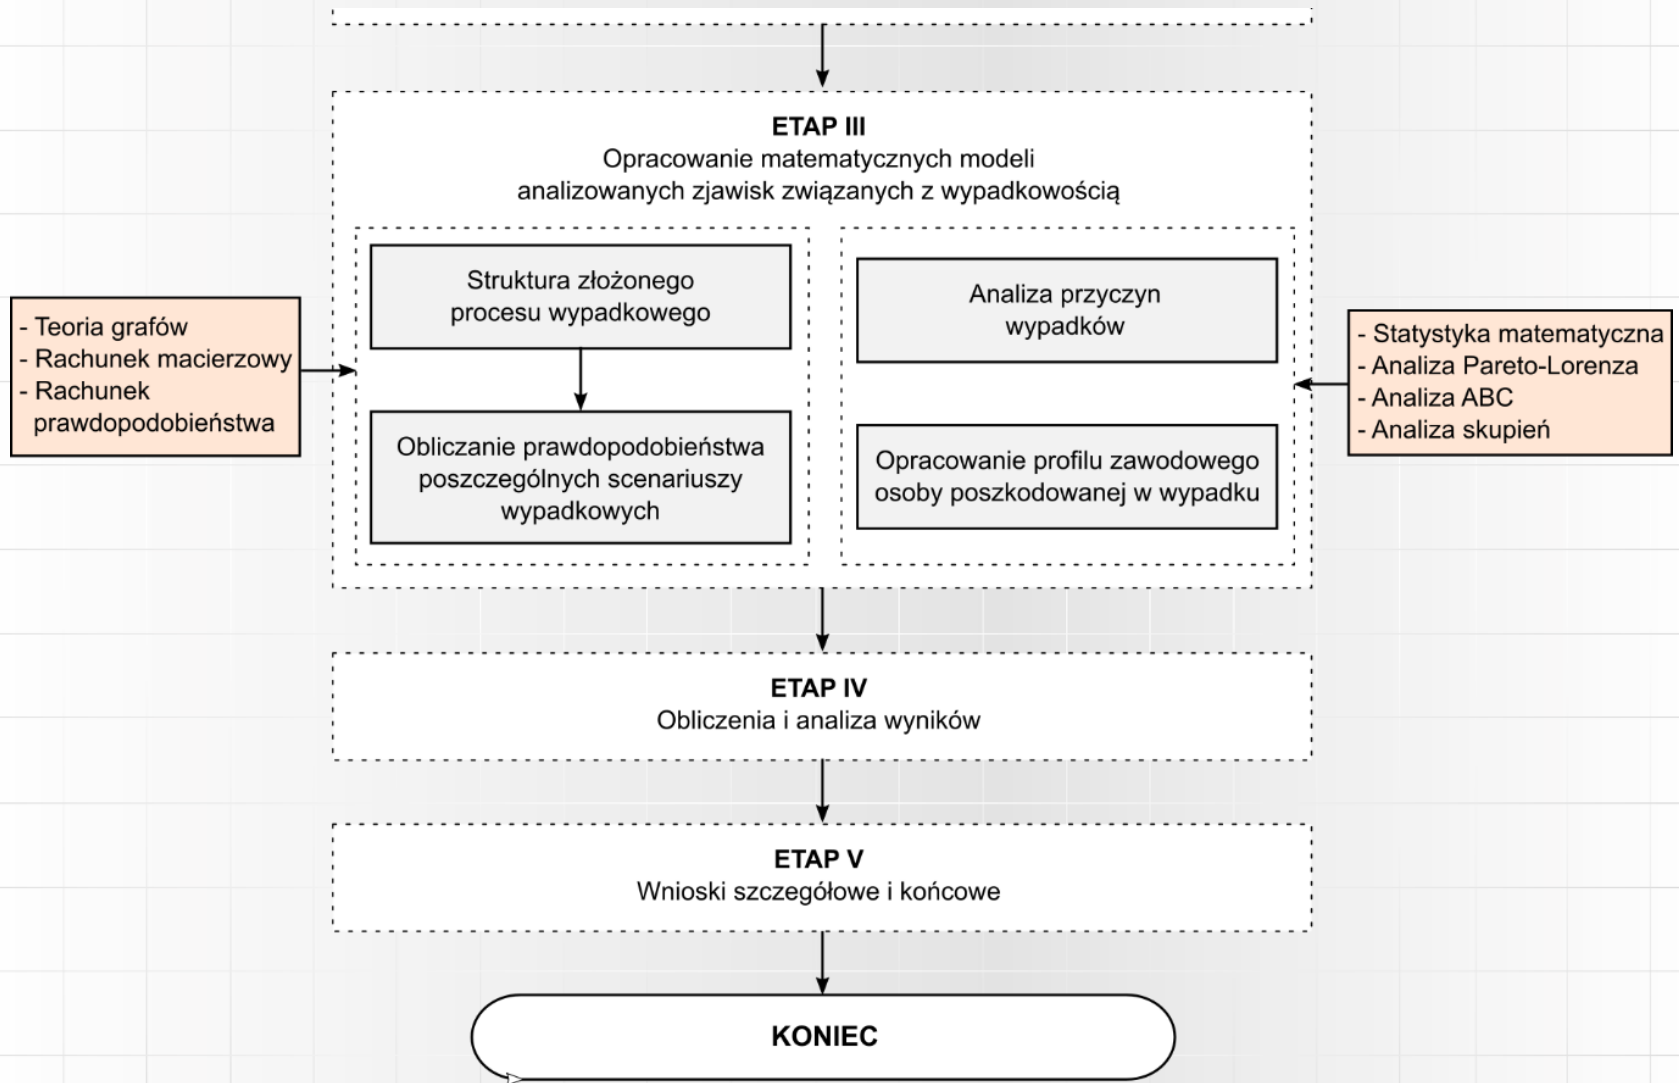 ETAP III
Opracowanie matematycznych modeli
analizowanych zjawisk związanych z wypadkowością
- Teoria grafów
- Rachunek macierzowy
- Rachunek
prawdopodobieństwa
Struktura złożonego
procesu wypadkowego
Obliczanie prawdopodobieństwa
poszczególnych scenariuszy
wypadkowych
Analiza przyczyn
wypadków
Opracowanie profilu zawodowego
osoby poszkodowanej w wypadku
- Statystyka matematyczna
- Analiza Pareto-Lorenza
- Analiza ABC
- Analiza skupień
ETAP IV
Obliczenia i analiza wyników
ETAP V
Wnioski szczegółowe i końcowe
KONIEC